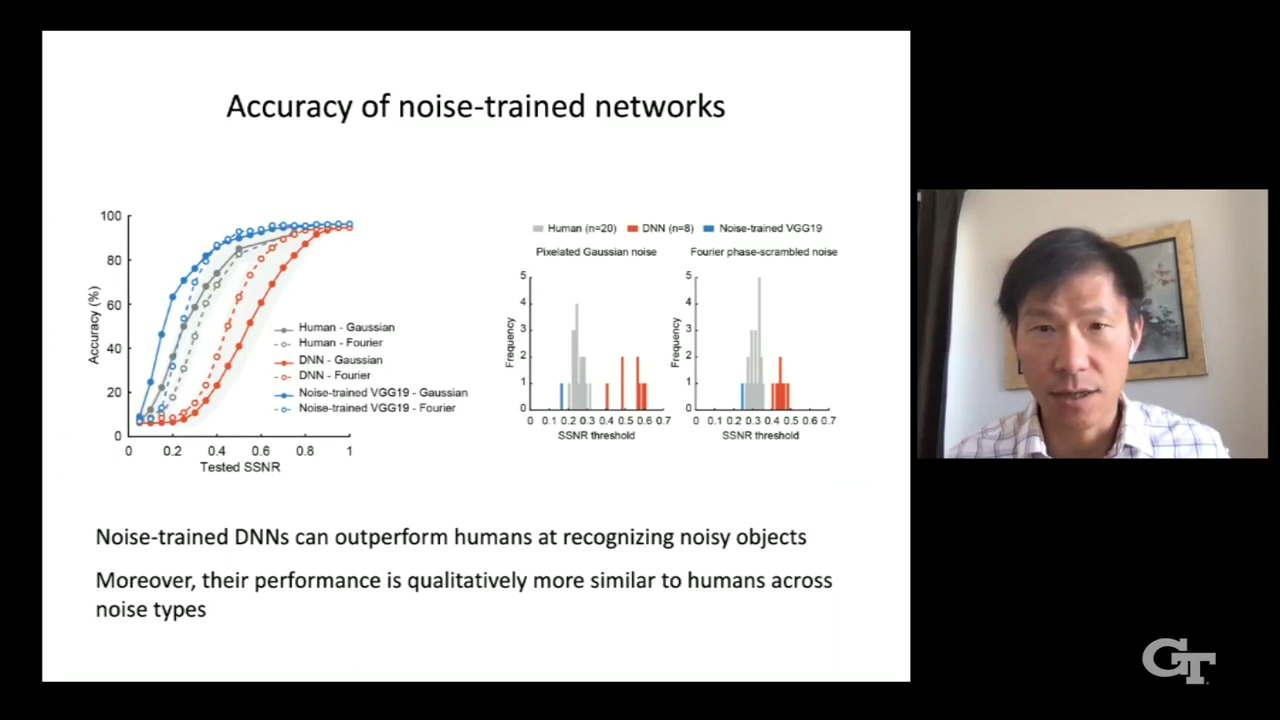 Accuracy of noise-trained networks
100
80
60
40
20
0
Accuracy (%)
0 0.2 0.4 0.6 0.8 1
Tested SSNR
Human - Gaussian
Human - Fourier
DNN - Gaussian
DNN - Fourier
Noise-trained VGG19 - Gaussian
Noise-trained VGG19 - Fourier
Human (n=20) DNN (n=8) Noise-trained VGG19
Pixelated Gaussian noise
5
4
3
2
1
0
Frequency
0 0.1 0.2 0.3 0.4 0.5 0.6 0.7
SSNR threshold
Fourier phase-scrambled noise
5
4
3
2
1
0
Frequency
0 0.1 0.2 0.3 0.4 0.5 0.6 0.7
SSNR threshold
Noise-trained DNNs can outperform humans at recognizing noisy objects
Moreover, their performance is qualitatively more similar to humans across
noise types
GT